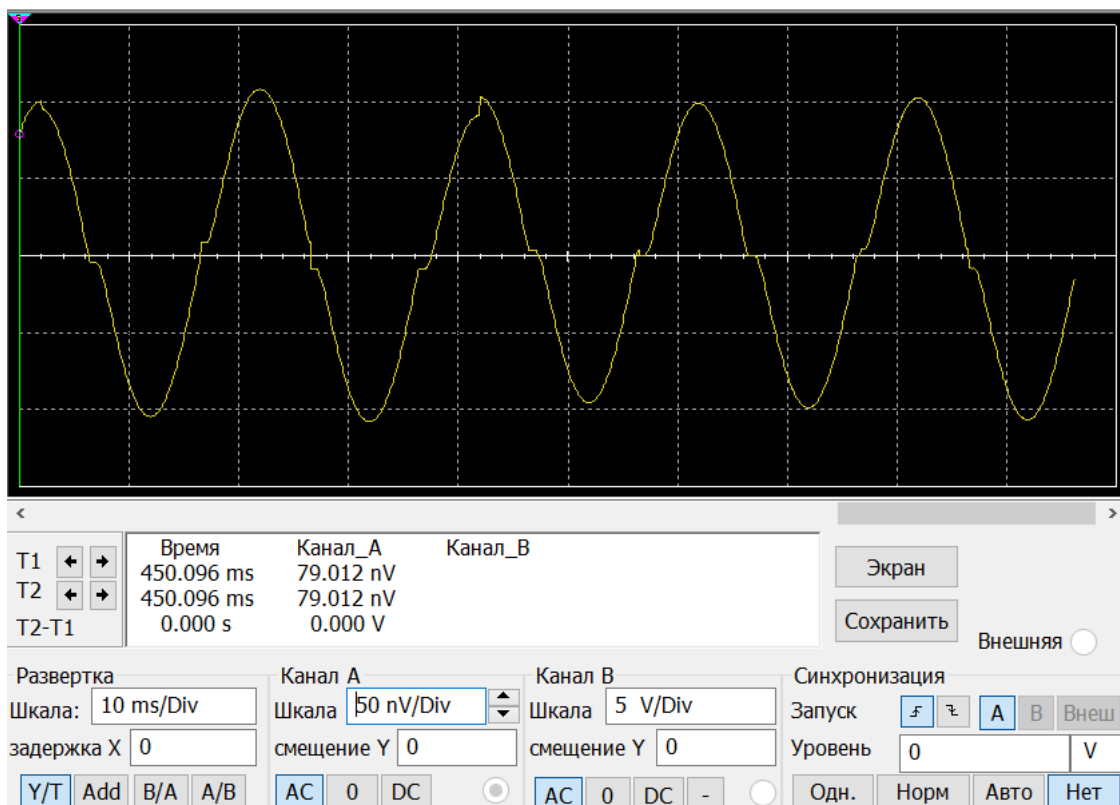 Время Канал_A Канал_B
T1 450.096 ms 79.012 nV
T2 450.096 ms 79.012 nV
T2-T1 0.000 s 0.000 V
Экран
Сохранить
Внешняя
Развертка
Шкала: 10 ms/Div
задержка X 0
Y/T Add B/A A/B
Канал A
Шкала 50 nV/Div
смещение Y 0
AC 0 DC
Канал B
Шкала 5 V/Div
смещение Y 0
AC 0 DC -
Синхронизация
Запуск A B Внеш
Уровень 0 V
Одн. Норм Авто Нет